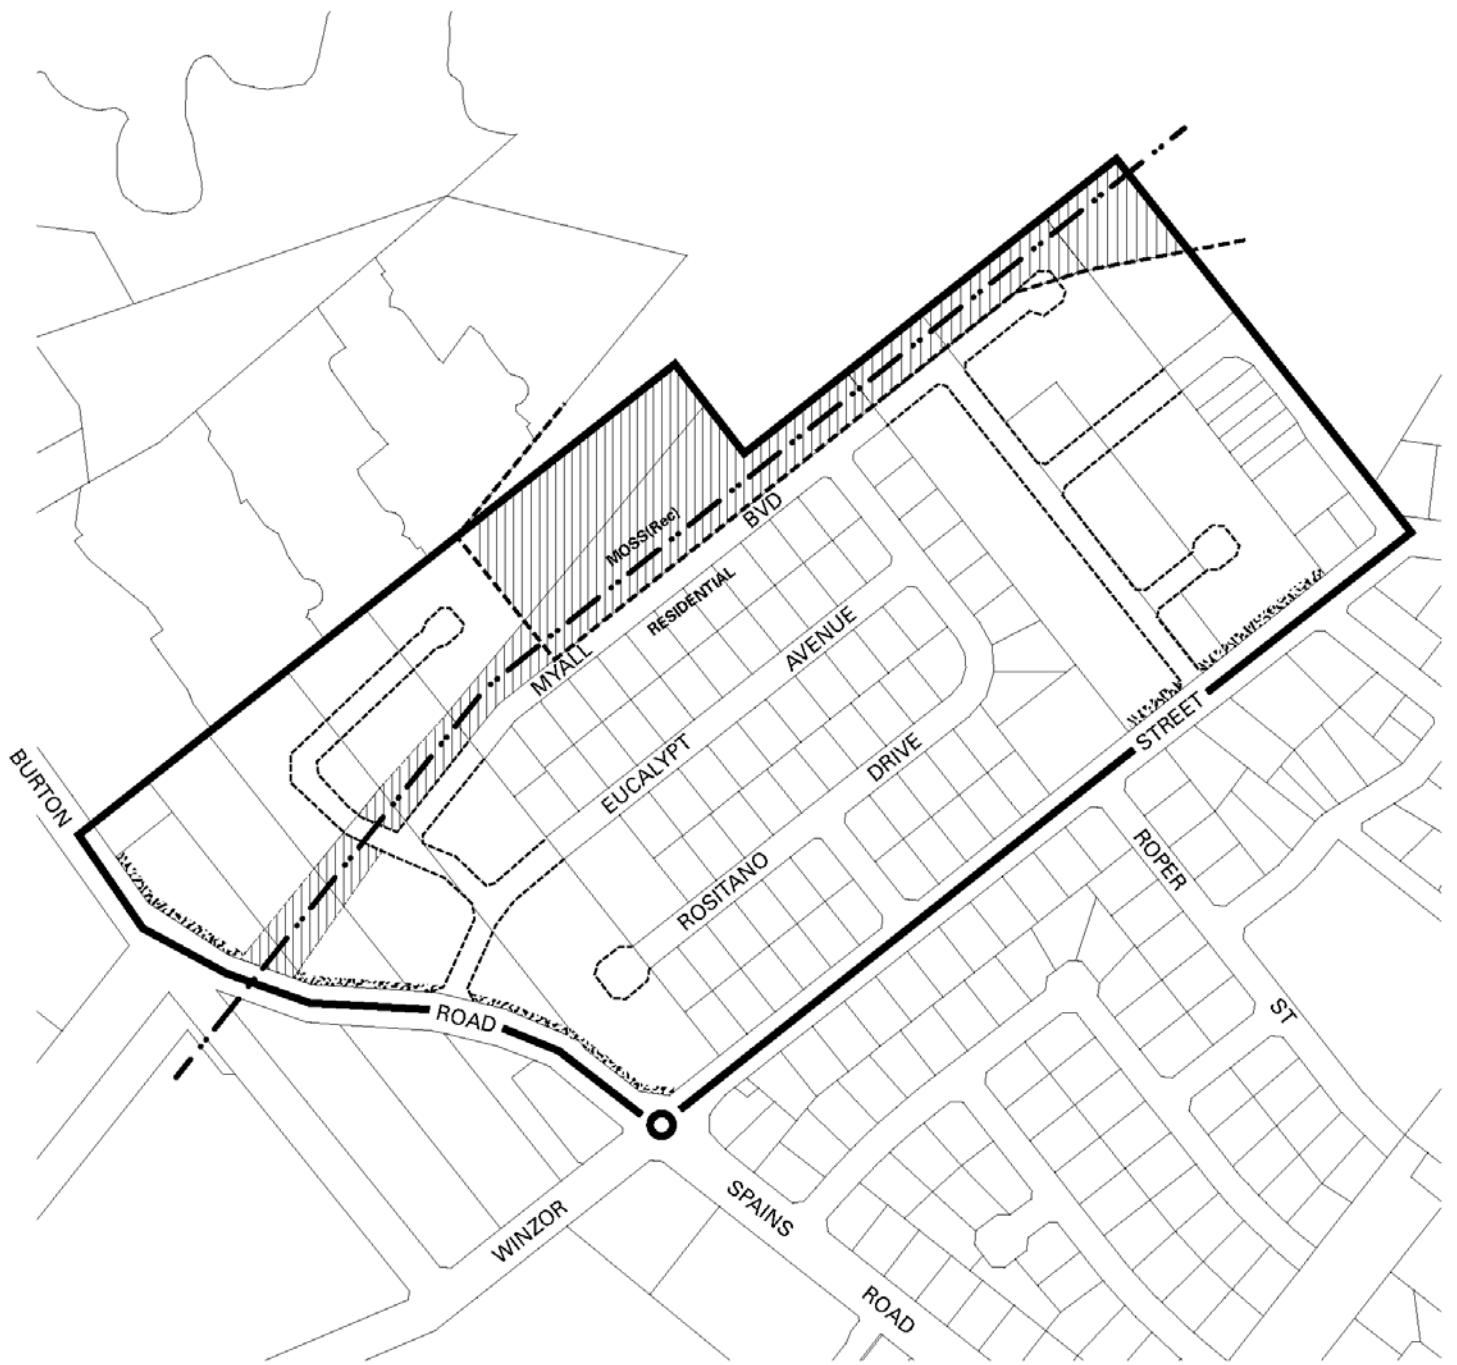 MOSS(Rec)
BVD
RESIDENTIAL
MYALL
AVENUE
EUCALYPT
DRIVE
ROSITANO
STREET
BURTON
ROAD
ROPER
ST
WINZOR
SPAINS
ROAD